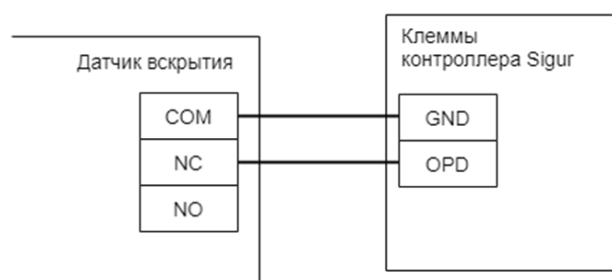 Датчик вскрытия
COM
NC
NO
Клеммы
контроллера Sigur
GND
OPD